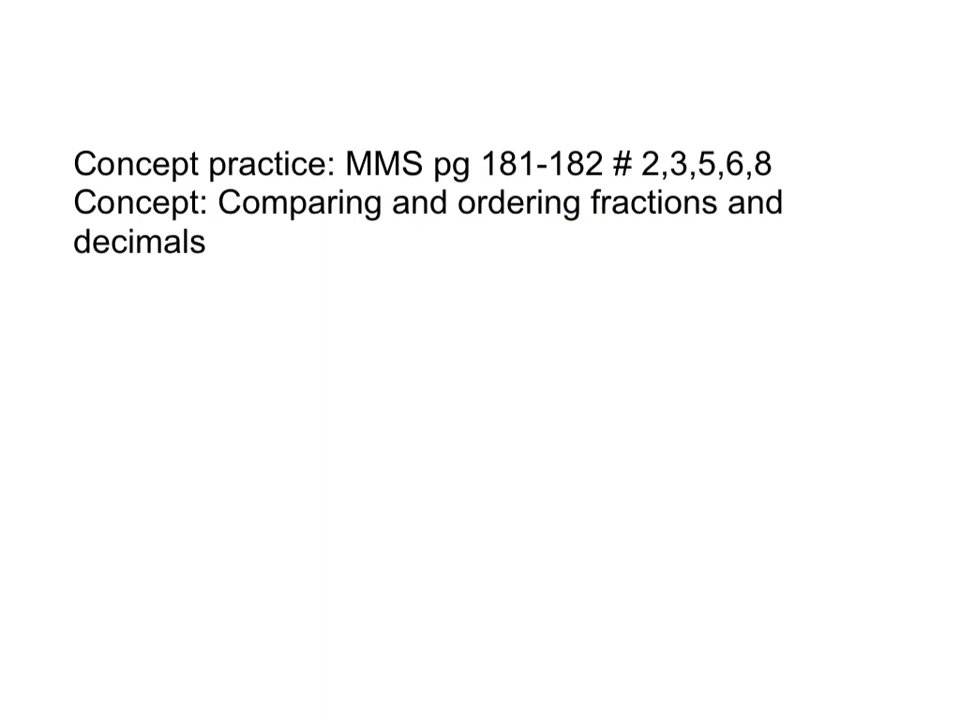 Concept practice: MMS pg 181-182 # 2,3,5,6,8
Concept: Comparing and ordering fractions and
decimals